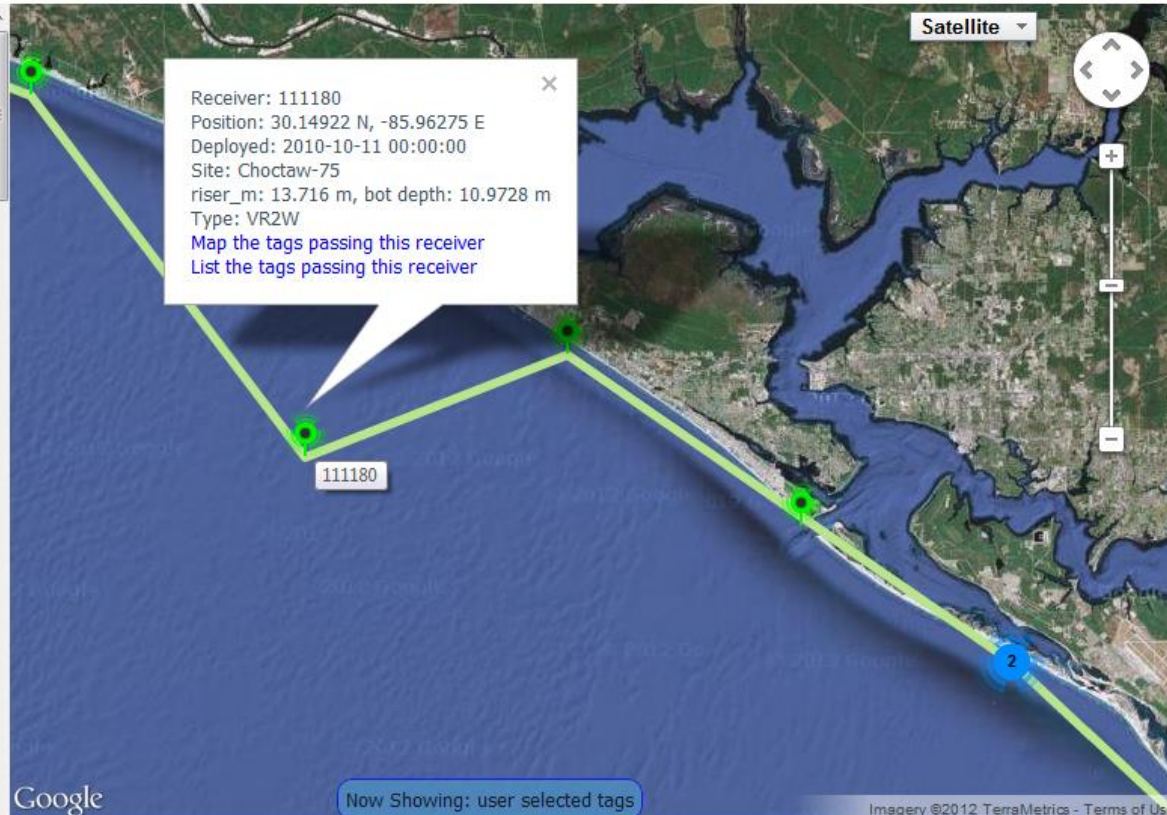 Satellite
Receiver: 111180
Position: 30.14922 N, -85.96275 E
Deployed: 2010-10-11 00:00:00
Site: Choctaw-75
riser_m: 13.716 m, bot depth: 10.9728 m
Type: VR2W
Map the tags passing this receiver
List the tags passing this receiver
111180
2
Google
Now Showing: user selected tags
Imagery ©2012 TerraMetrics - Terms of Us